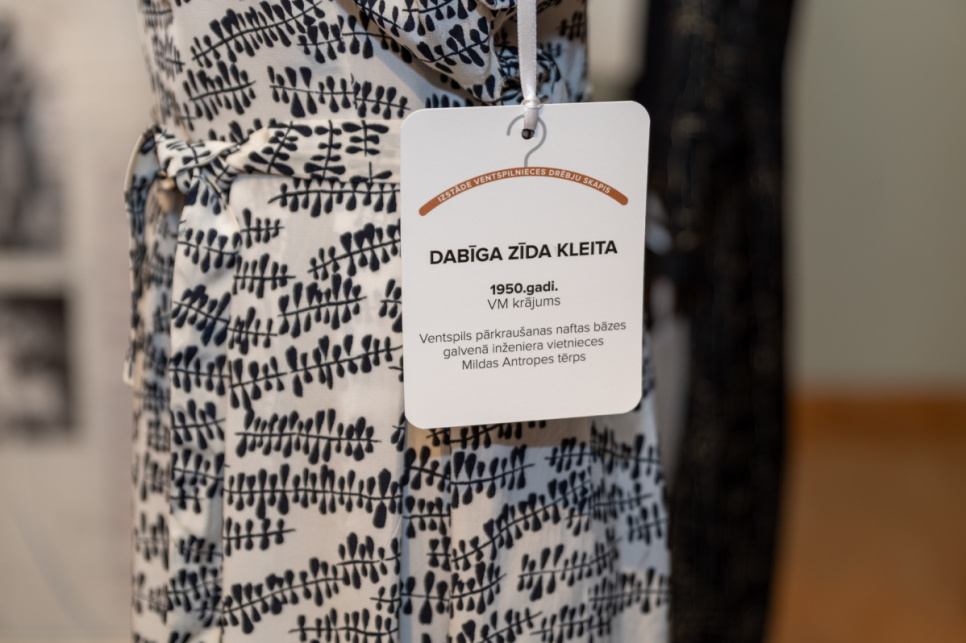 IZSTĀDE VENTSPILNIECES DRĒBJU SKAPIS
DABĪGA ZĪDA KLEITA
1950.gadi.
VM krājums
Ventspils pārkraušanas naftas bāzes
galvenā inženiera vietnieces
Mildas Antropes tērps